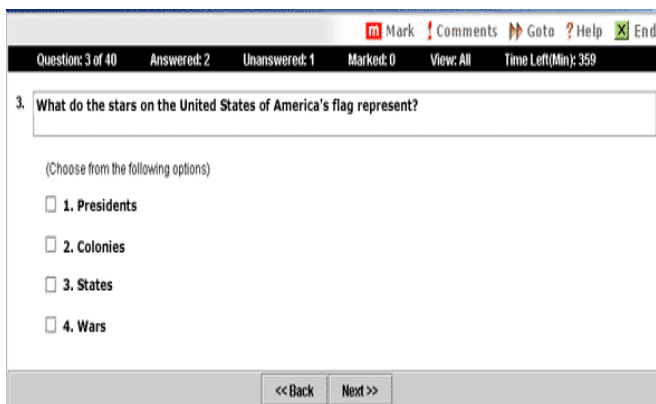 m Mark ! Comments Goto ? Help X End
Question: 3 of 40 Answered: 2 Unanswered: 1 Marked: 0 View: All Time Left(Min): 359
3. What do the stars on the United States of America's flag represent?
(Choose from the following options)
1. Presidents
2. Colonies
3. States
4. Wars
<< Back Next >>